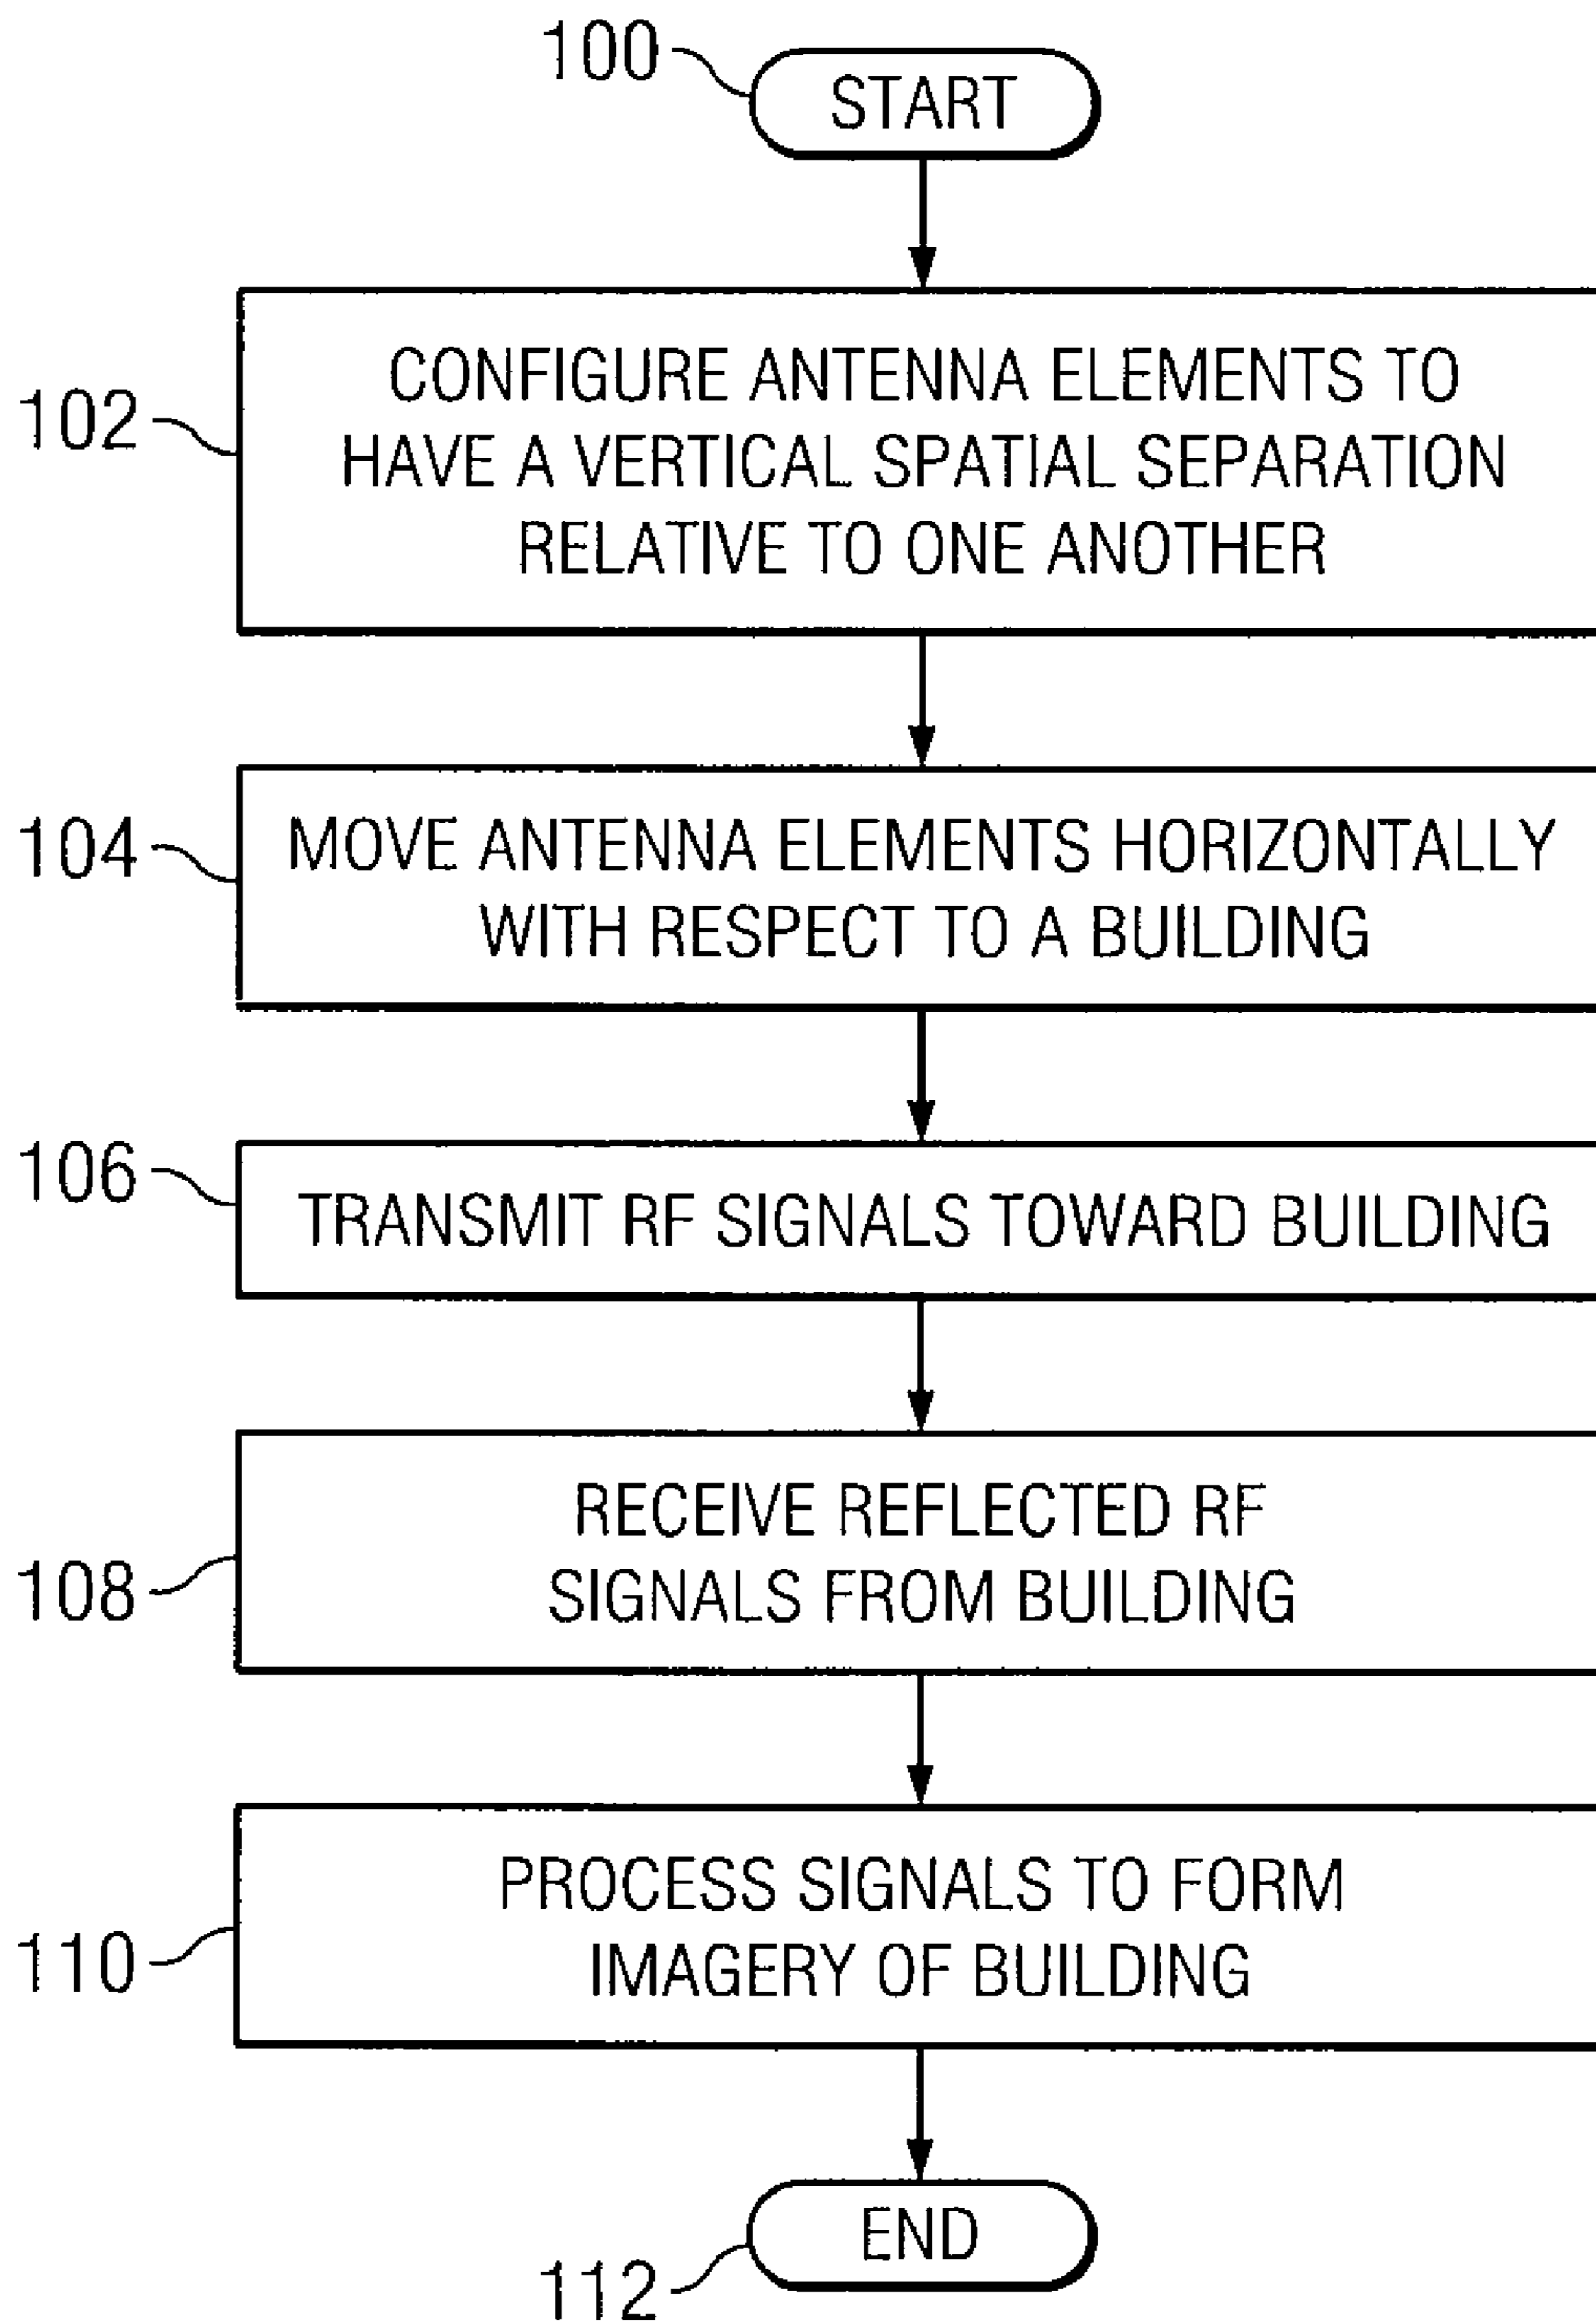 100
START
102
CONFIGURE ANTENNA ELEMENTS TO
HAVE A VERTICAL SPATIAL SEPARATION
RELATIVE TO ONE ANOTHER
104
MOVE ANTENNA ELEMENTS HORIZONTALLY
WITH RESPECT TO A BUILDING
106
TRANSMIT RF SIGNALS TOWARD BUILDING
108
RECEIVE REFLECTED RF
SIGNALS FROM BUILDING
110
PROCESS SIGNALS TO FORM
IMAGERY OF BUILDING
END
112